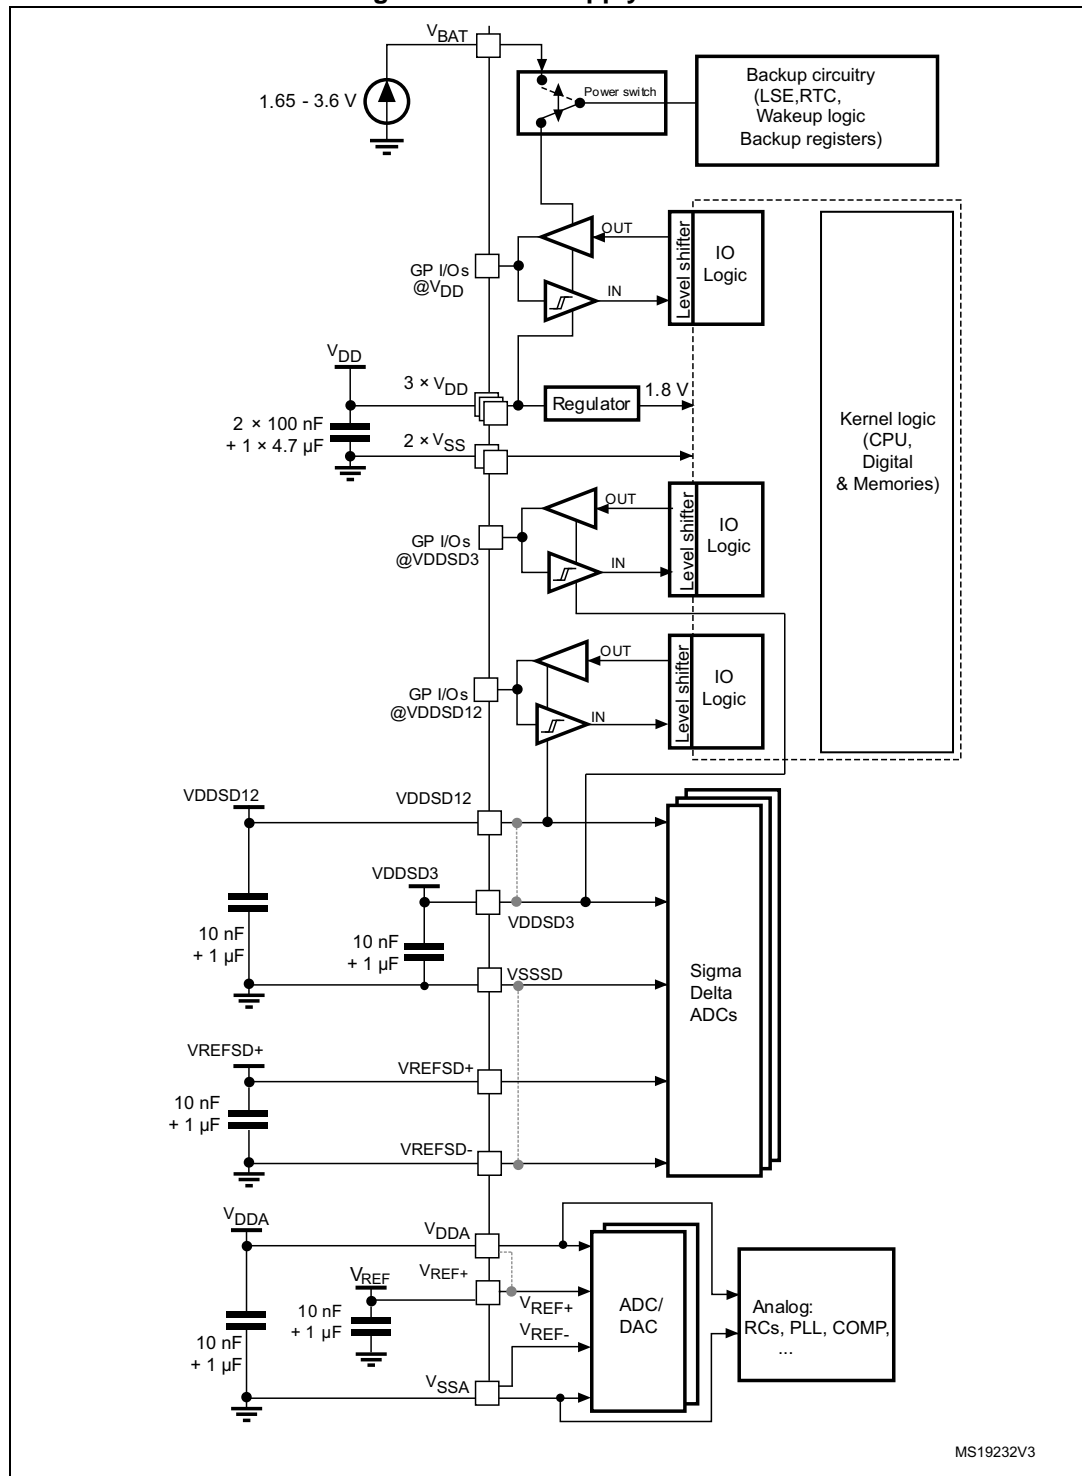 VBAT
1.65 - 3.6 V
Power switch
Backup circuitry
(LSE,RTC,
Wakeup logic
Backup registers)
OUT
IN
Level shifter
IO
Logic
GP I/Os
@VDD
VDD
3 × VDD
Regulator
1.8 V
2 × 100 nF
+ 1 × 4.7 µF
2 × VSS
Kernel logic
(CPU,
Digital
& Memories)
OUT
IN
Level shifter
IO
Logic
GP I/Os
@VDDSD3
OUT
IN
Level shifter
IO
Logic
GP I/Os
@VDDSD12
VDDSD12
VDDSD12
VDDSD3
VDDSD3
10 nF
+ 1 µF
10 nF
+ 1 µF
VSSSD
Sigma
Delta
ADCs
VREFSD+
VREFSD+
10 nF
+ 1 µF
VREFSD-
VDDA
VDDA
VREF
VREF+
VREF+
10 nF
+ 1 µF
10 nF
+ 1 µF
VREF-
VSSA
ADC/
DAC
Analog:
RCs, PLL, COMP,
...
MS19232V3